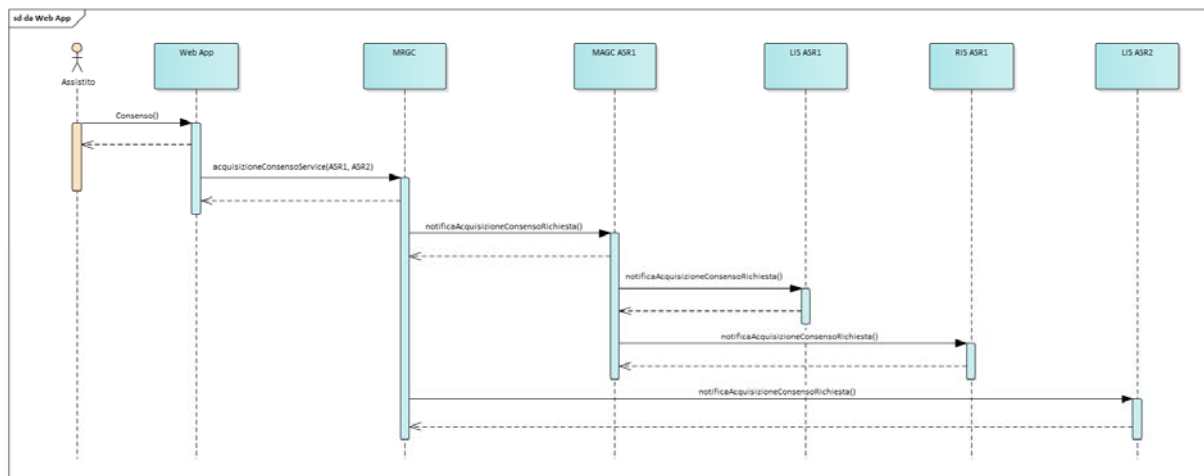 sd da Web App
Web App
MRGC
MAGC ASR1
LIS ASR1
RIS ASR1
LIS ASR2
Assistito
Consenso()
acquisizioneConsensoService(ASR1, ASR2)
notificaAcquisizioneConsensoRichiesta()
notificaAcquisizioneConsensoRichiesta()
notificaAcquisizioneConsensoRichiesta()
notificaAcquisizioneConsensoRichiesta()